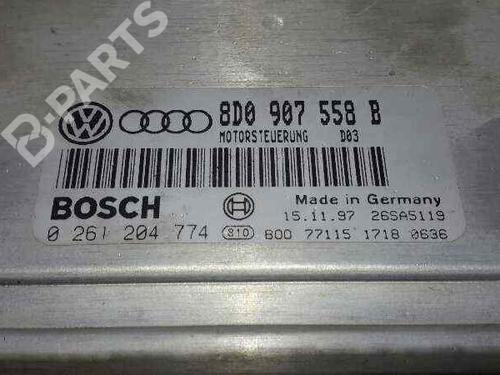 B-PARTS
8D0 907 558 B
MOTORSTEUERUNG D03
BOSCH
Made in Germany
15.11.97 26SA5119
0 261 204 774 810 800 77115 1718 0636